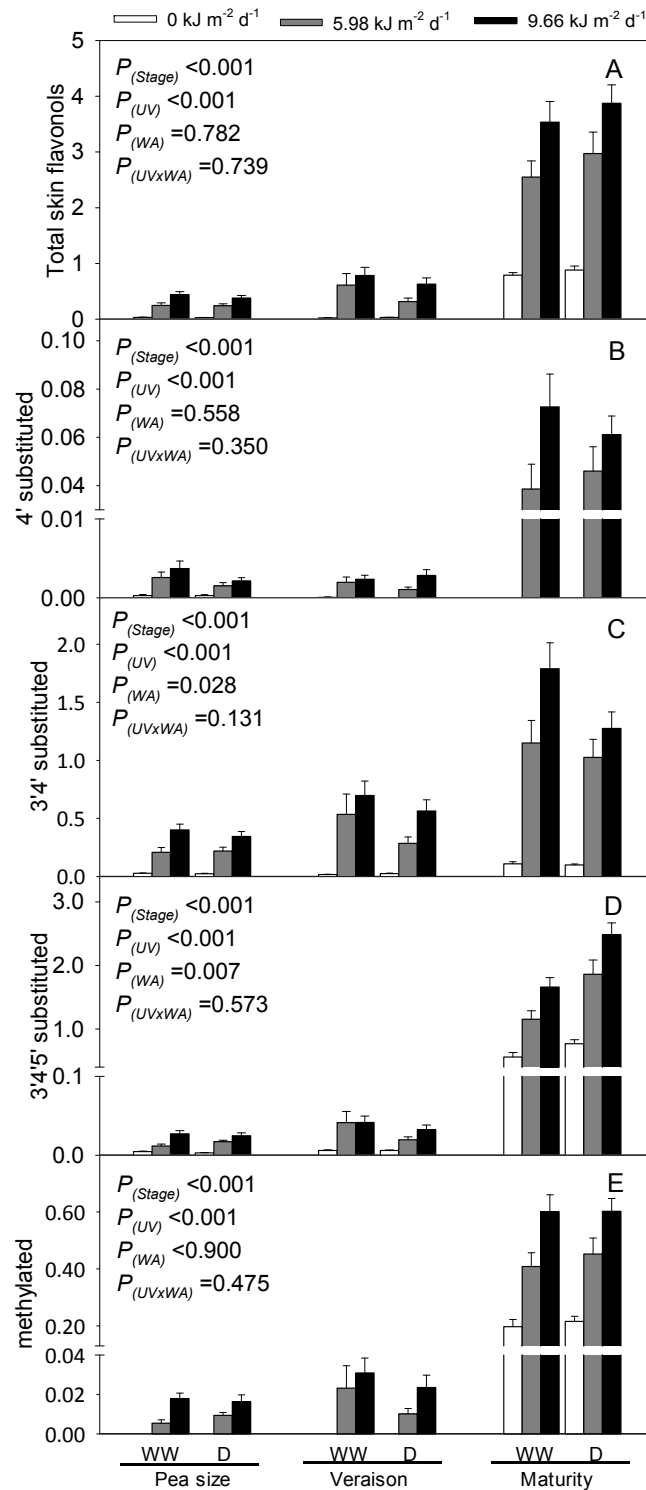 0 kJ m⁻² d⁻¹ 5.98 kJ m⁻² d⁻¹ 9.66 kJ m⁻² d⁻¹
A
P(Stage) <0.001
P(UV) <0.001
P(WA) =0.782
P(UVxWA) =0.739
Total skin flavonols
5
4
3
2
1
0
B
P(Stage) <0.001
P(UV) <0.001
P(WA) =0.558
P(UVxWA) =0.350
4' substituted
0.10
0.08
0.06
0.04
0.01
0.00
C
P(Stage) <0.001
P(UV) <0.001
P(WA) =0.028
P(UVxWA) =0.131
3'4' substituted
2.0
1.5
1.0
0.5
0.0
D
P(Stage) <0.001
P(UV) <0.001
P(WA) =0.007
P(UVxWA) =0.573
3'4'5' substituted
3.0
2.0
1.0
0.1
0.0
E
P(Stage) <0.001
P(UV) <0.001
P(WA) <0.900
P(UVxWA) =0.475
methylated
0.60
0.40
0.20
0.04
0.02
0.00
WW D WW D WW D
Pea size Veraison Maturity